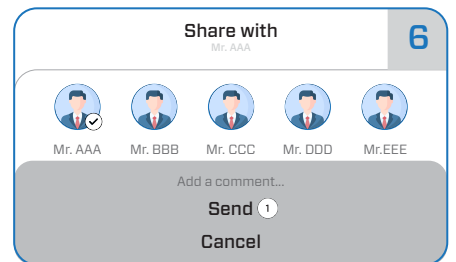 Share with
Mr. AAA
6
Mr. AAA Mr. BBB Mr. CCC Mr. DDD Mr.EEE
Add a comment...
Send 1
Cancel